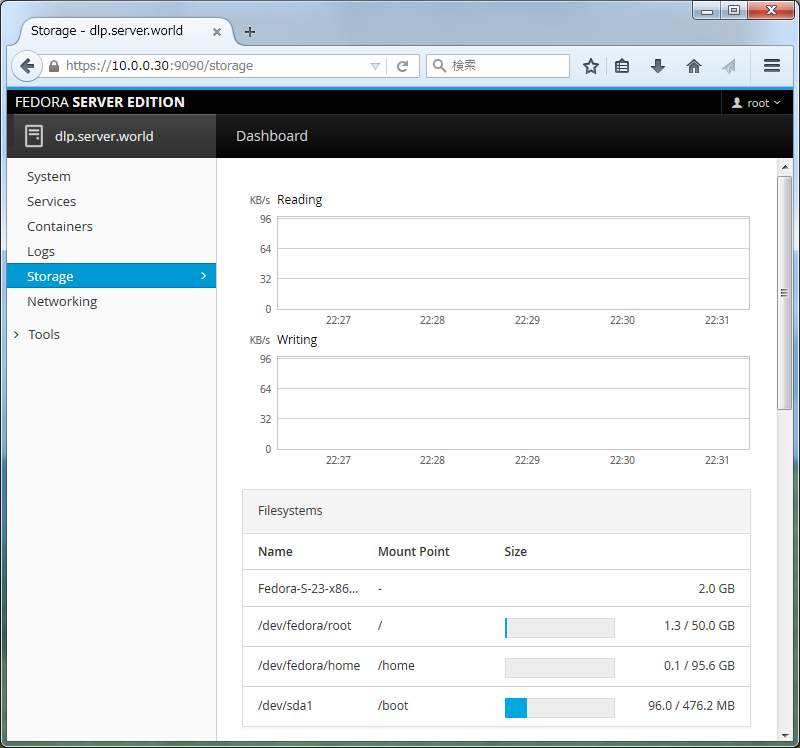 Storage - dlp.server.world
https://10.0.0.30:9090/storage
検索
FEDORA SERVER EDITION
root
dlp.server.world
Dashboard
System
Services
Containers
Logs
Storage
Networking
Tools
KB/s Reading
96
64
32
0
22:27 22:28 22:29 22:30 22:31
KB/s Writing
96
64
32
0
22:27 22:28 22:29 22:30 22:31
Filesystems
Name Mount Point Size
Fedora-S-23-x86... - 2.0 GB
/dev/fedora/root / 1.3 / 50.0 GB
/dev/fedora/home /home 0.1 / 95.6 GB
/dev/sda1 /boot 96.0 / 476.2 MB